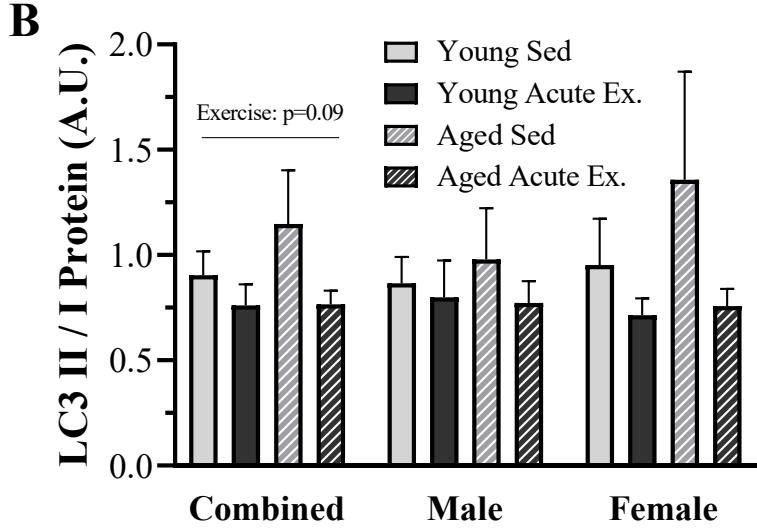 B
LC3 II / I Protein (A.U.)
2.0
1.5
1.0
0.5
0.0
Exercise: p=0.09
Young Sed
Young Acute Ex.
Aged Sed
Aged Acute Ex.
Combined Male Female